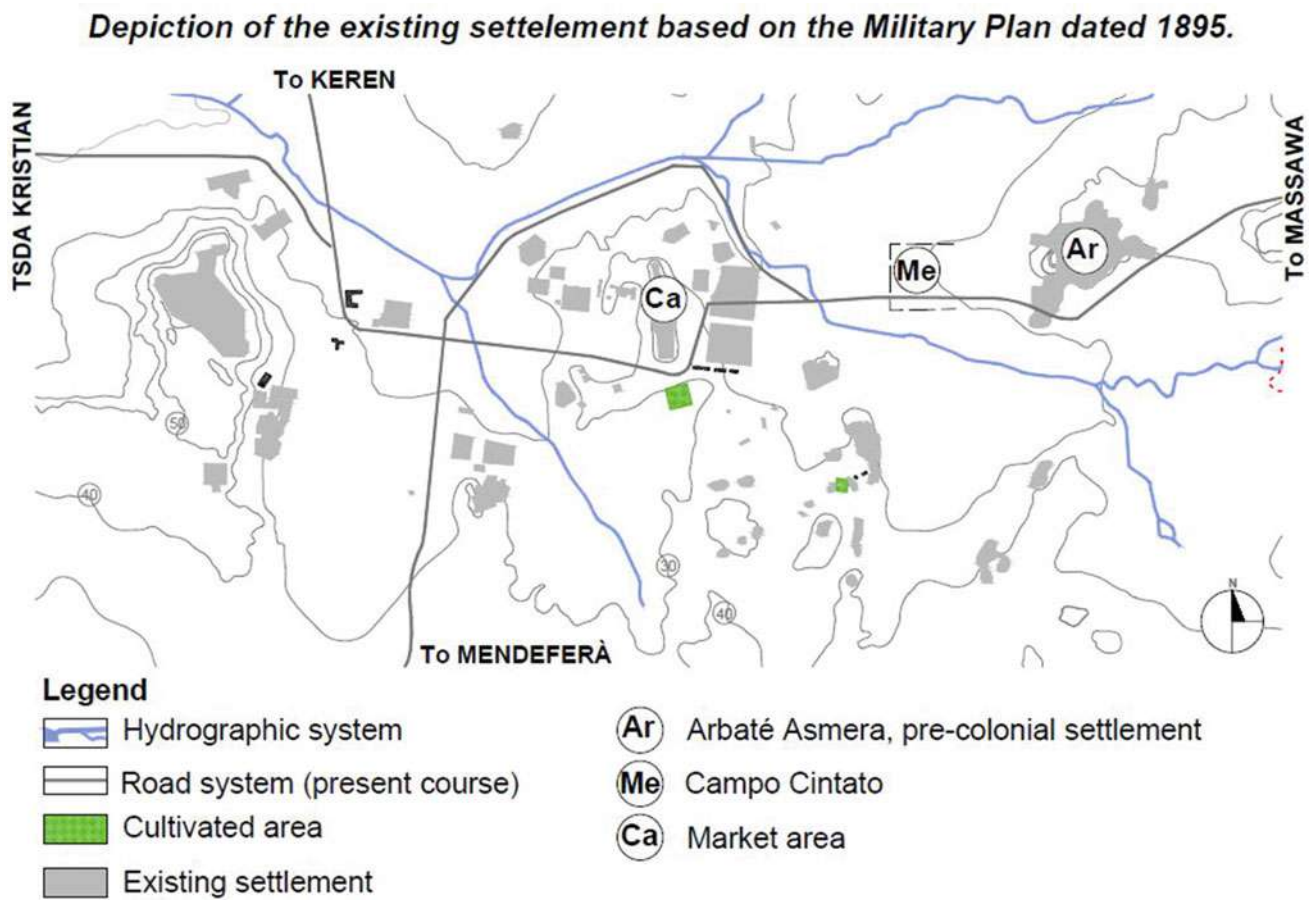 Depiction of the existing settelement based on the Military Plan dated 1895.
To KEREN
TSDA KRISTIAN
To MASSAWA
Ar
Me
Ca
50
40
30
40
N
To MENDEFERÀ
Legend
Hydrographic system
Road system (present course)
Cultivated area
Existing settlement
Ar Arbaté Asmera, pre-colonial settlement
Me Campo Cintato
Ca Market area